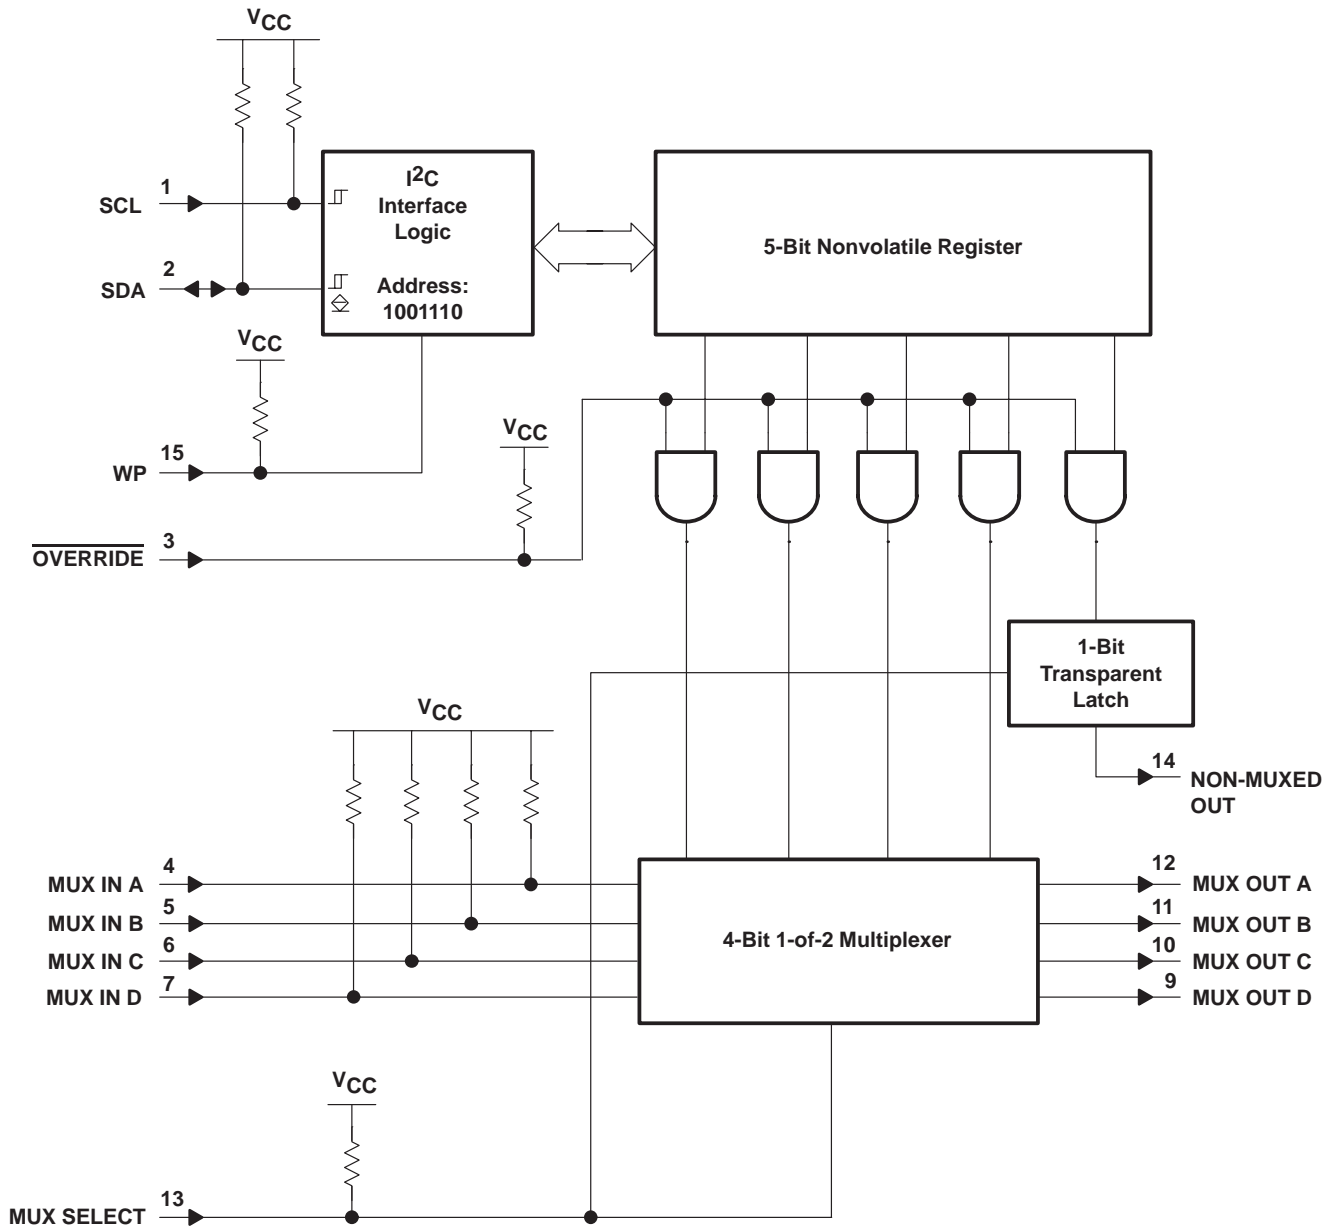 VCC
I2C
Interface
Logic
Address:
1001110
5-Bit Nonvolatile Register
1
SCL
2
SDA
VCC
15
WP
VCC
3
OVERRIDE
1-Bit
Transparent
Latch
14
NON-MUXED
OUT
VCC
4
MUX IN A
5
MUX IN B
6
MUX IN C
7
MUX IN D
4-Bit 1-of-2 Multiplexer
12
MUX OUT A
11
MUX OUT B
10
MUX OUT C
9
MUX OUT D
VCC
13
MUX SELECT